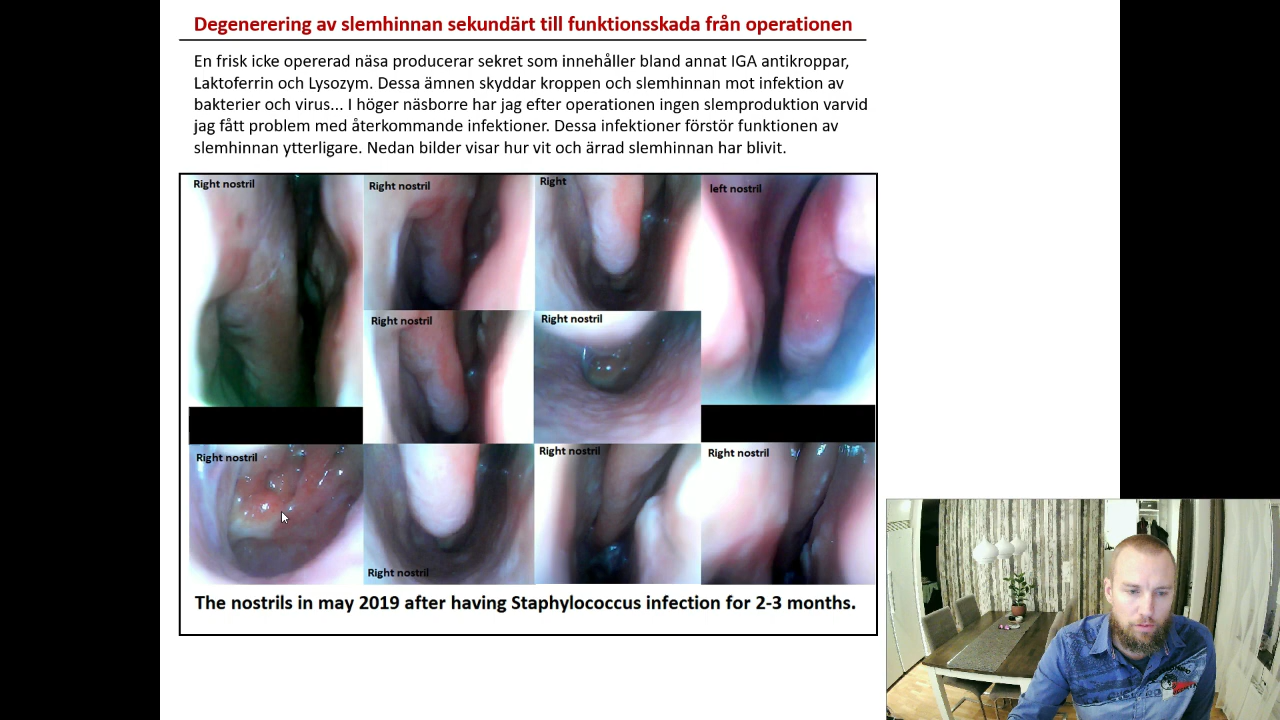 Degenerering av slemhinnan sekundärt till funktionsskada från operationen
En frisk icke opererad näsa producerar sekret som innehåller bland annat IGA antikroppar,
Laktoferrin och Lysozym. Dessa ämnen skyddar kroppen och slemhinnan mot infektion av
bakterier och virus... I höger näsborre har jag efter operationen ingen slemproduktion varvid
jag fått problem med återkommande infektioner. Dessa infektioner förstör funktionen av
slemhinnan ytterligare. Nedan bilder visar hur vit och ärrad slemhinnan har blivit.
Right nostril
Right nostril
Right
left nostril
Right nostril
Right nostril
Right nostril
Right nostril
Right nostril
Right nostril
The nostrils in may 2019 after having Staphylococcus infection for 2-3 months.